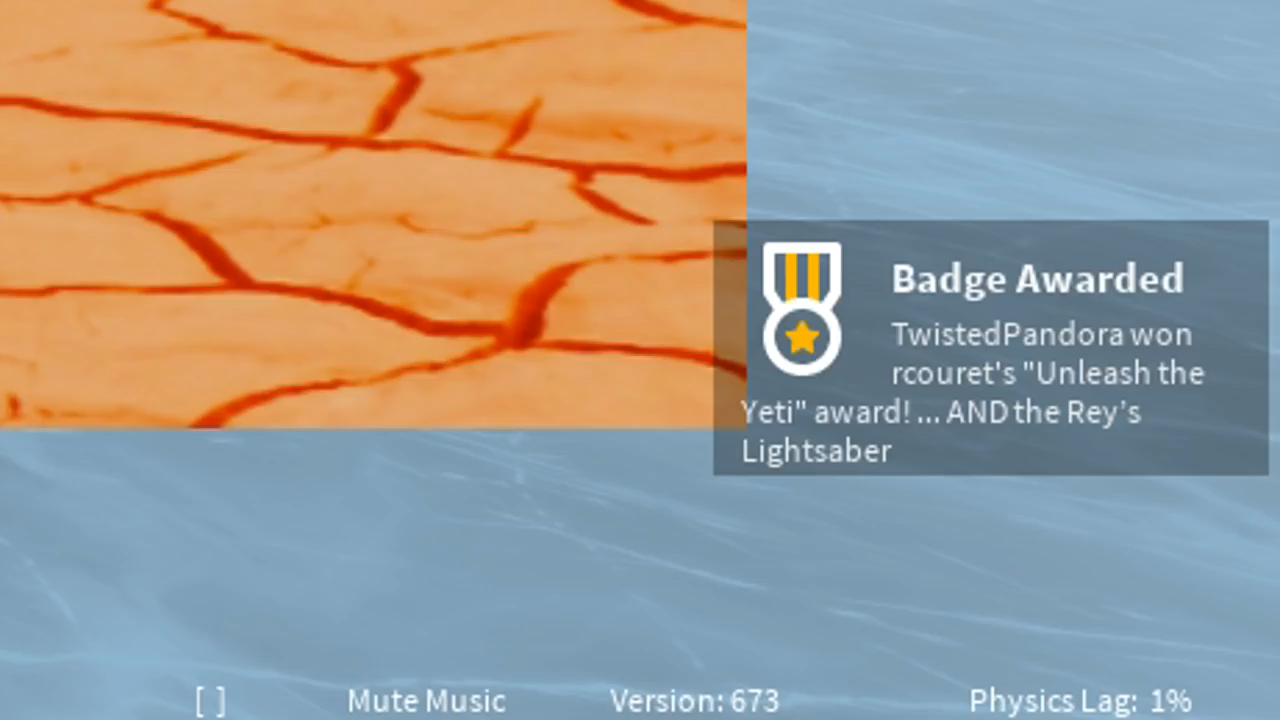 Badge Awarded
TwistedPandora won
rcouret's "Unleash the
Yeti" award! ... AND the Rey's
Lightsaber
[ ] Mute Music Version: 673 Physics Lag: 1%